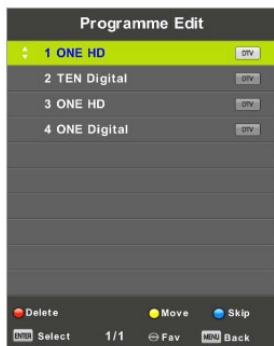 Programme Edit
1 ONE HD DTV
2 TEN Digital DTV
3 ONE HD DTV
4 ONE Digital DTV
Delete Move Skip
ENTER Select 1/1 Fav MENU Back